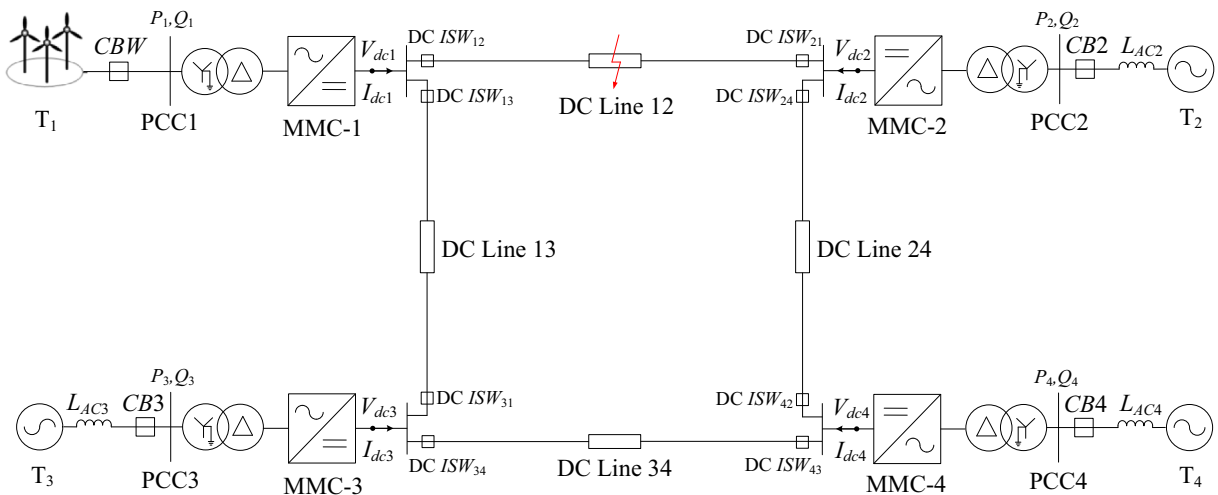 P1,Q1
CBW
Vdc1
Idc1
DC ISW12
DC ISW13
T1
PCC1
MMC-1
DC Line 12
DC ISW21
DC ISW24
Vdc2
Idc2
P2,Q2
CB2
LAC2
MMC-2
PCC2
T2
DC Line 13
DC Line 24
P3,Q3
LAC3
CB3
Vdc3
Idc3
DC ISW31
DC ISW34
T3
PCC3
MMC-3
DC Line 34
DC ISW42
DC ISW43
Vdc4
Idc4
P4,Q4
CB4
LAC4
MMC-4
PCC4
T4